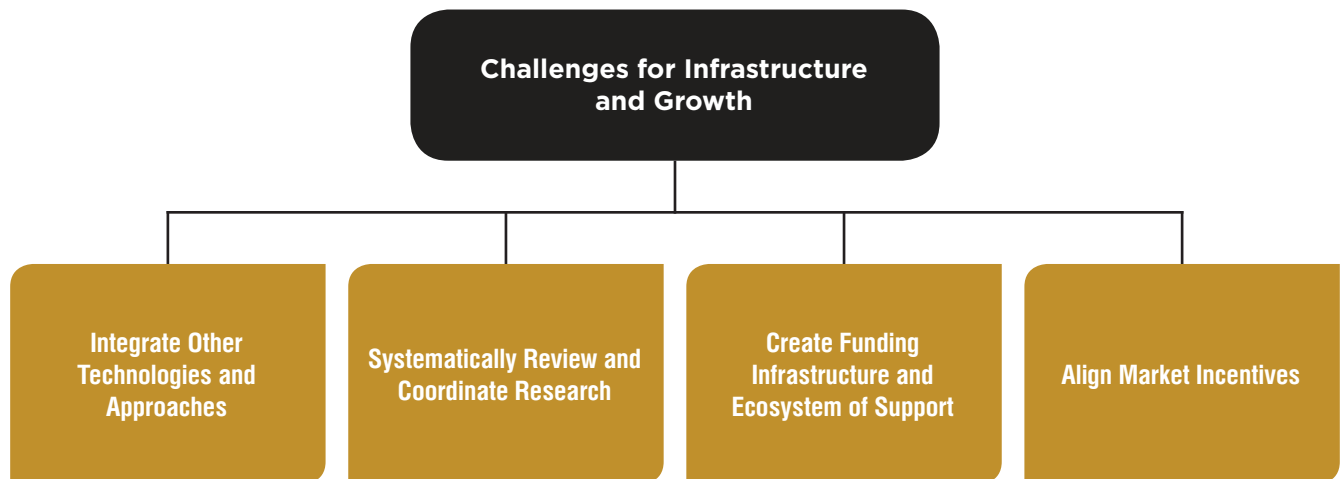 Challenges for Infrastructure
and Growth
Integrate Other
Technologies and
Approaches
Systematically Review and
Coordinate Research
Create Funding
Infrastructure and
Ecosystem of Support
Align Market Incentives